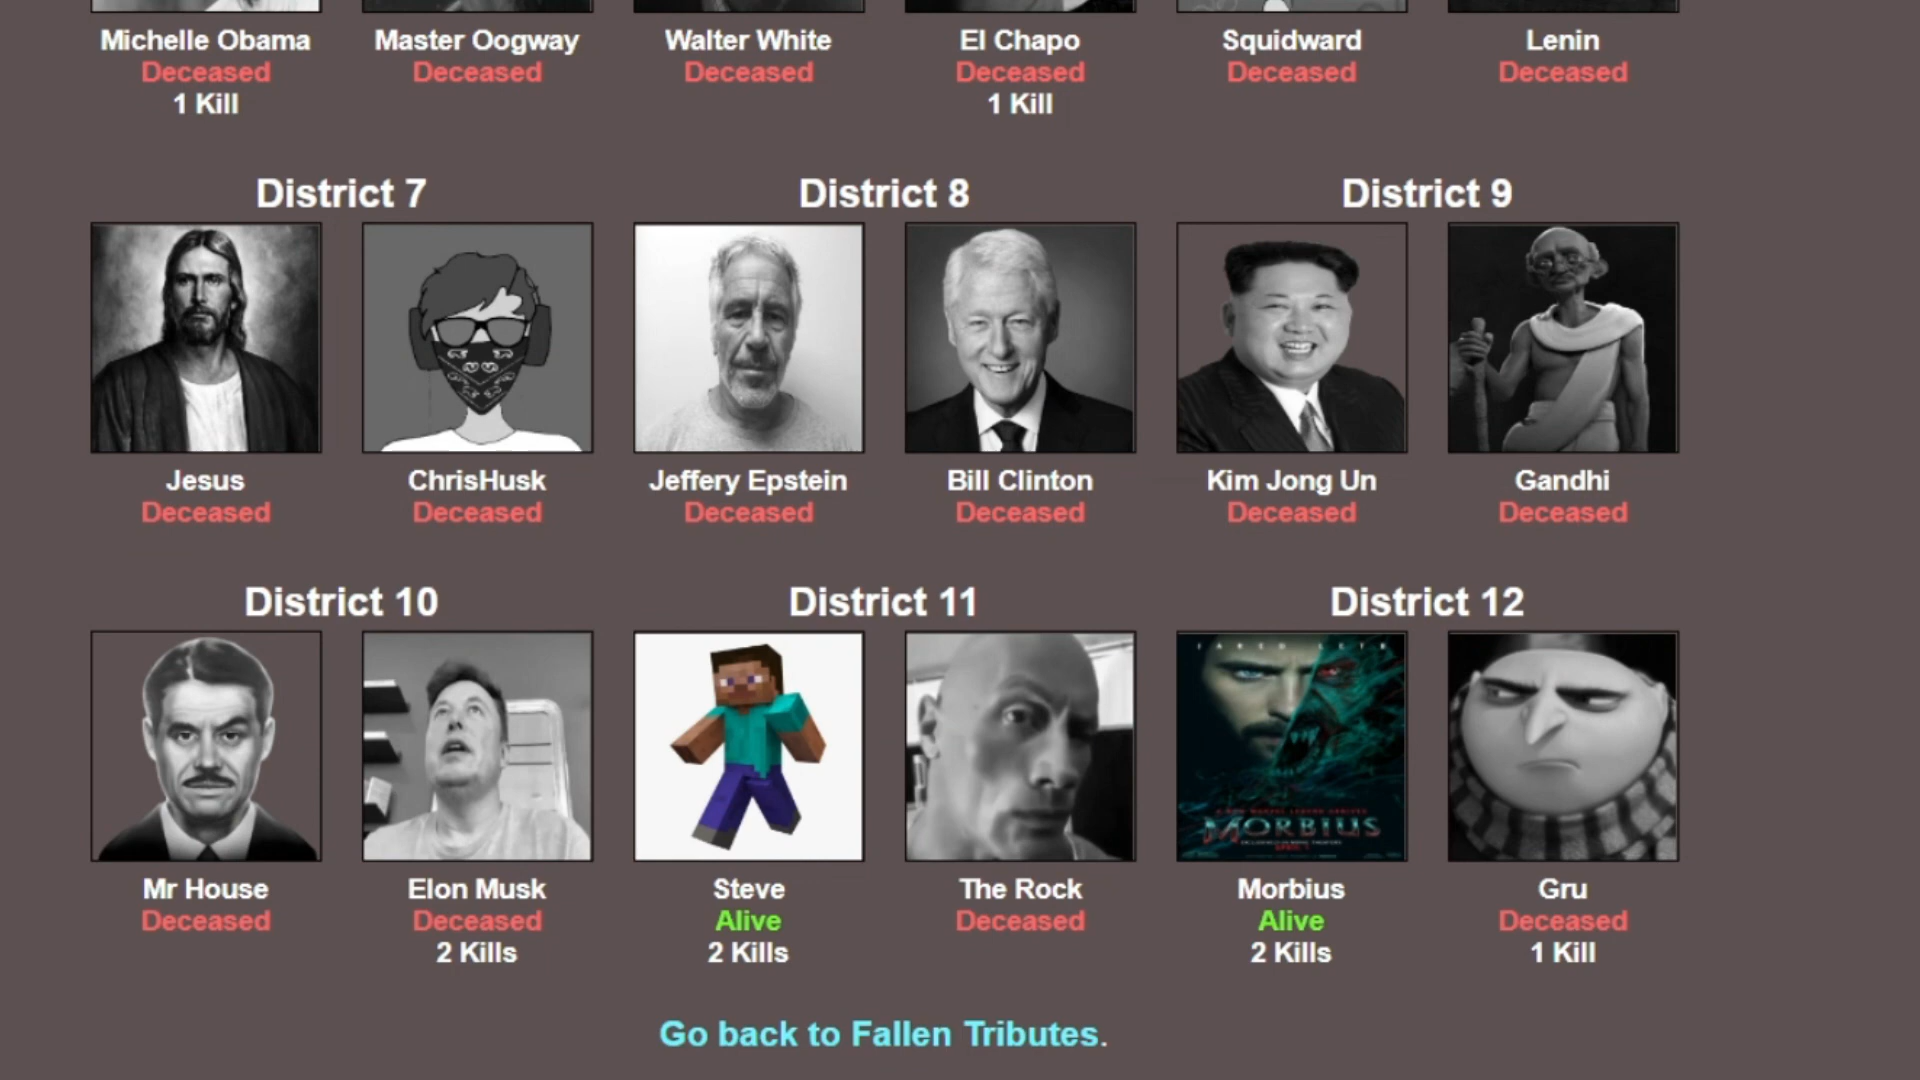 Michelle Obama Master Oogway Walter White El Chapo Squidward Lenin
Deceased Deceased Deceased Deceased Deceased Deceased
1 Kill 1 Kill
District 7 District 8 District 9
Jesus ChrisHusk Jeffery Epstein Bill Clinton Kim Jong Un Gandhi
Deceased Deceased Deceased Deceased Deceased Deceased
District 10 District 11 District 12
JARED LETO
MORBIUS
Mr House Elon Musk Steve The Rock Morbius Gru
Deceased Deceased Alive Deceased Alive Deceased
2 Kills 2 Kills 2 Kills 1 Kill
Go back to Fallen Tributes.